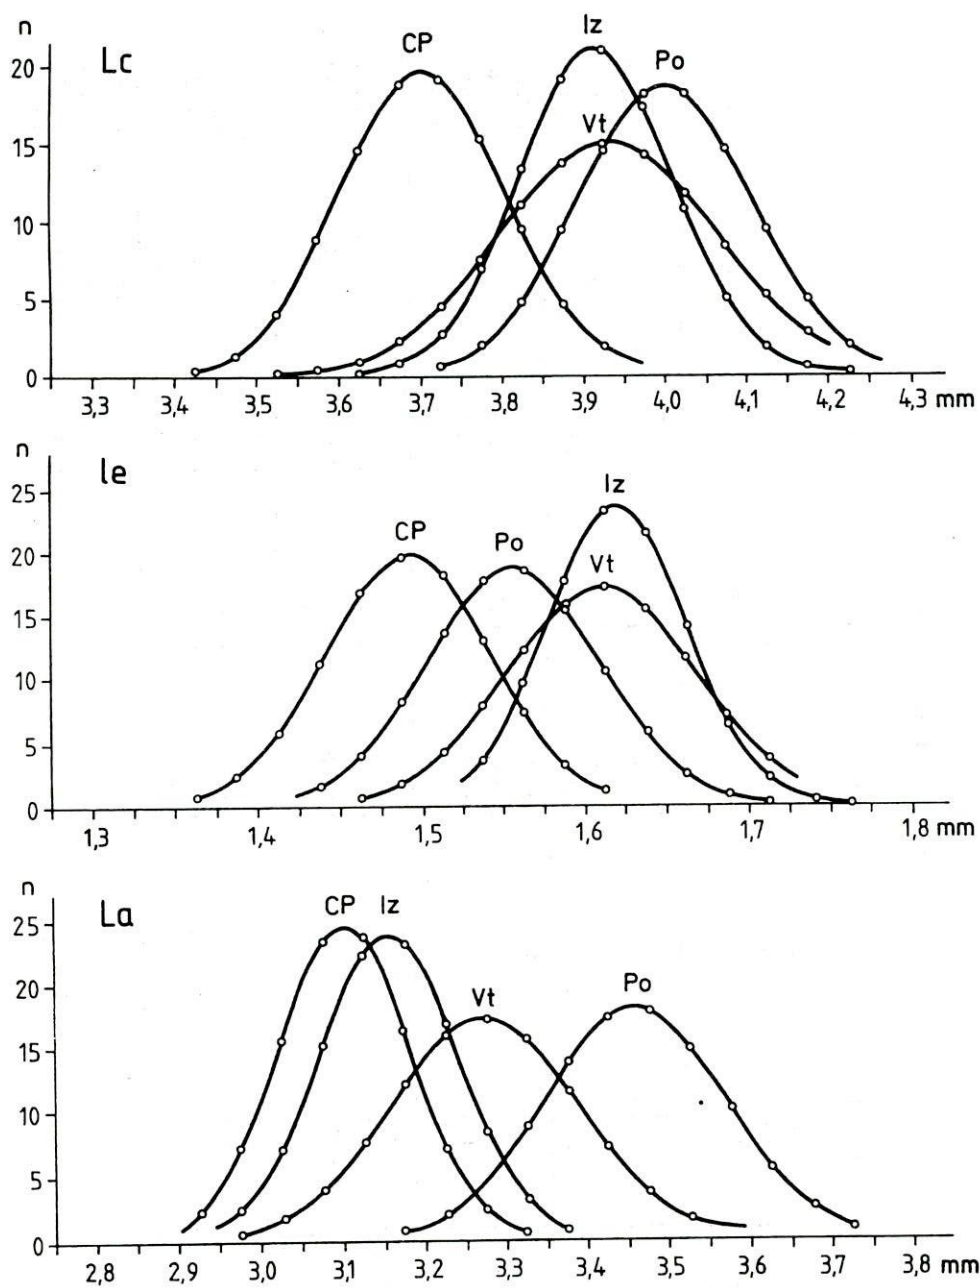 n
Lc
CP
Iz
Po
Vt
20
15
10
5
0
3,3 3,4 3,5 3,6 3,7 3,8 3,9 4,0 4,1 4,2 4,3 mm
n
le
CP
Po
Iz
Vt
25
20
15
10
5
0
1,3 1,4 1,5 1,6 1,7 1,8 mm
n
La
CP Iz
Vt
Po
25
20
15
10
5
0
2,8 2,9 3,0 3,1 3,2 3,3 3,4 3,5 3,6 3,7 3,8 mm